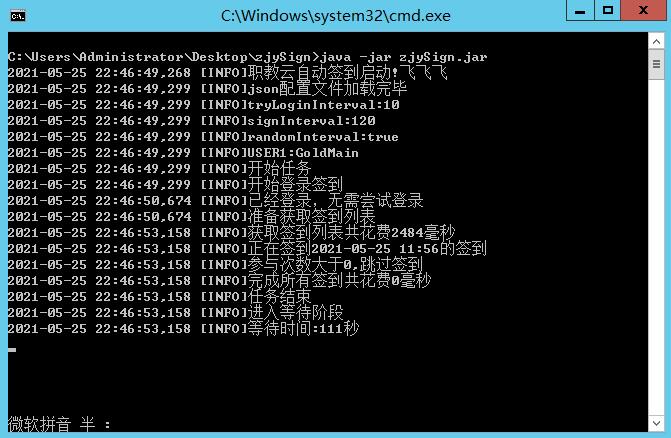 C:\Windows\system32\cmd.exe
C:\Users\Administrator\Desktop\zjySign>java -jar zjySign.jar
2021-05-25 22:46:49,268 [INFO]职教云自动签到启动!飞飞飞
2021-05-25 22:46:49,299 [INFO]json配置文件加载完毕
2021-05-25 22:46:49,299 [INFO]tryLoginInterval:10
2021-05-25 22:46:49,299 [INFO]signInterval:120
2021-05-25 22:46:49,299 [INFO]randomInterval:true
2021-05-25 22:46:49,299 [INFO]USER1:GoldMain
2021-05-25 22:46:49,299 [INFO]开始任务
2021-05-25 22:46:49,299 [INFO]开始登录签到
2021-05-25 22:46:50,674 [INFO]已经登录，无需尝试登录
2021-05-25 22:46:50,674 [INFO]准备获取签到列表
2021-05-25 22:46:53,158 [INFO]获取签到列表共花费2484毫秒
2021-05-25 22:46:53,158 [INFO]正在签到2021-05-25 11:56的签到
2021-05-25 22:46:53,158 [INFO]参与次数大于0,跳过签到
2021-05-25 22:46:53,158 [INFO]完成所有签到共花费0毫秒
2021-05-25 22:46:53,158 [INFO]任务结束
2021-05-25 22:46:53,158 [INFO]进入等待阶段
2021-05-25 22:46:53,158 [INFO]等待时间:111秒
微软拼音 半 :